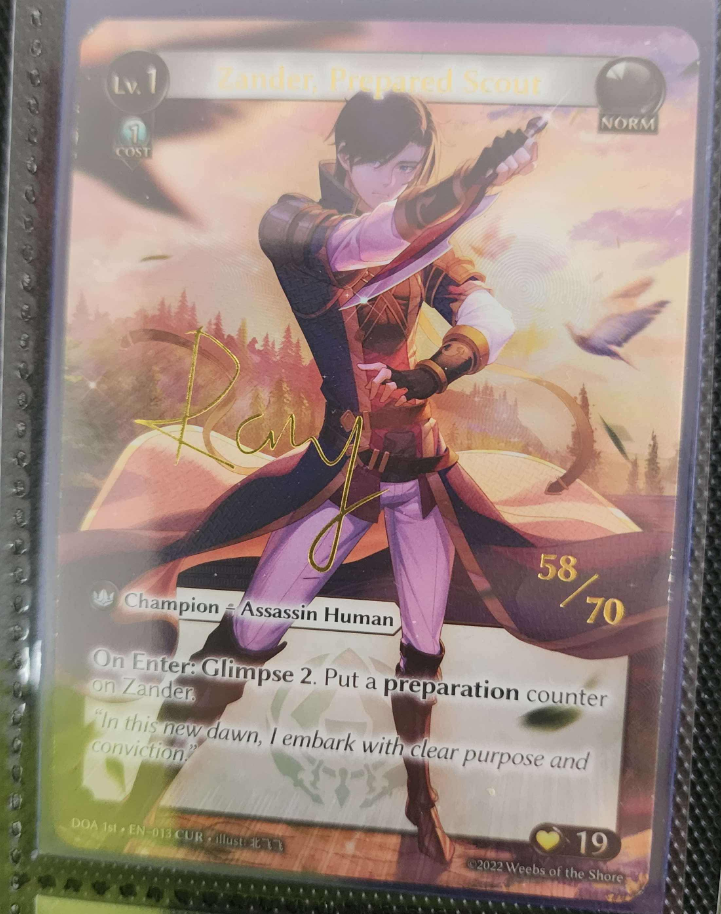 Lv. 1
Zander, Prepared Scout
NORM
1
COST
Rcny
58/70
Champion – Assassin Human
On Enter: Glimpse 2. Put a preparation counter
on Zander.
"In this new dawn, I embark with clear purpose and
conviction."
DOA 1st • EN-013 CUR • illust:
19
©2022 Weebs of the Shore